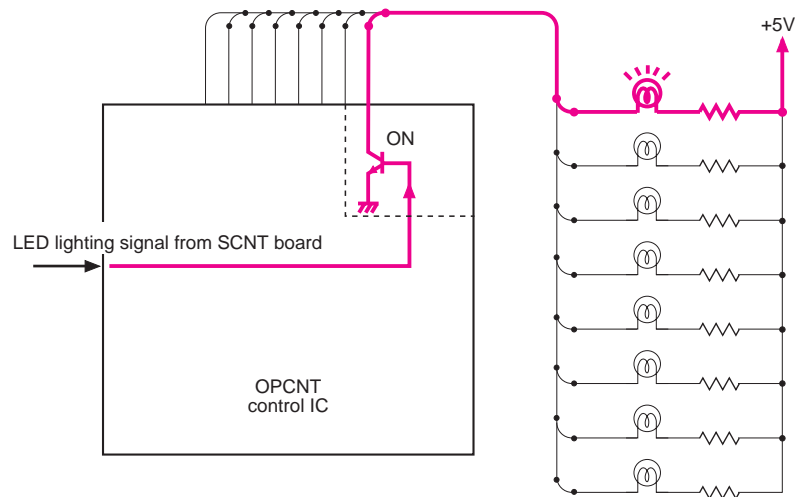 +5V
ON
LED lighting signal from SCNT board
OPCNT
control IC